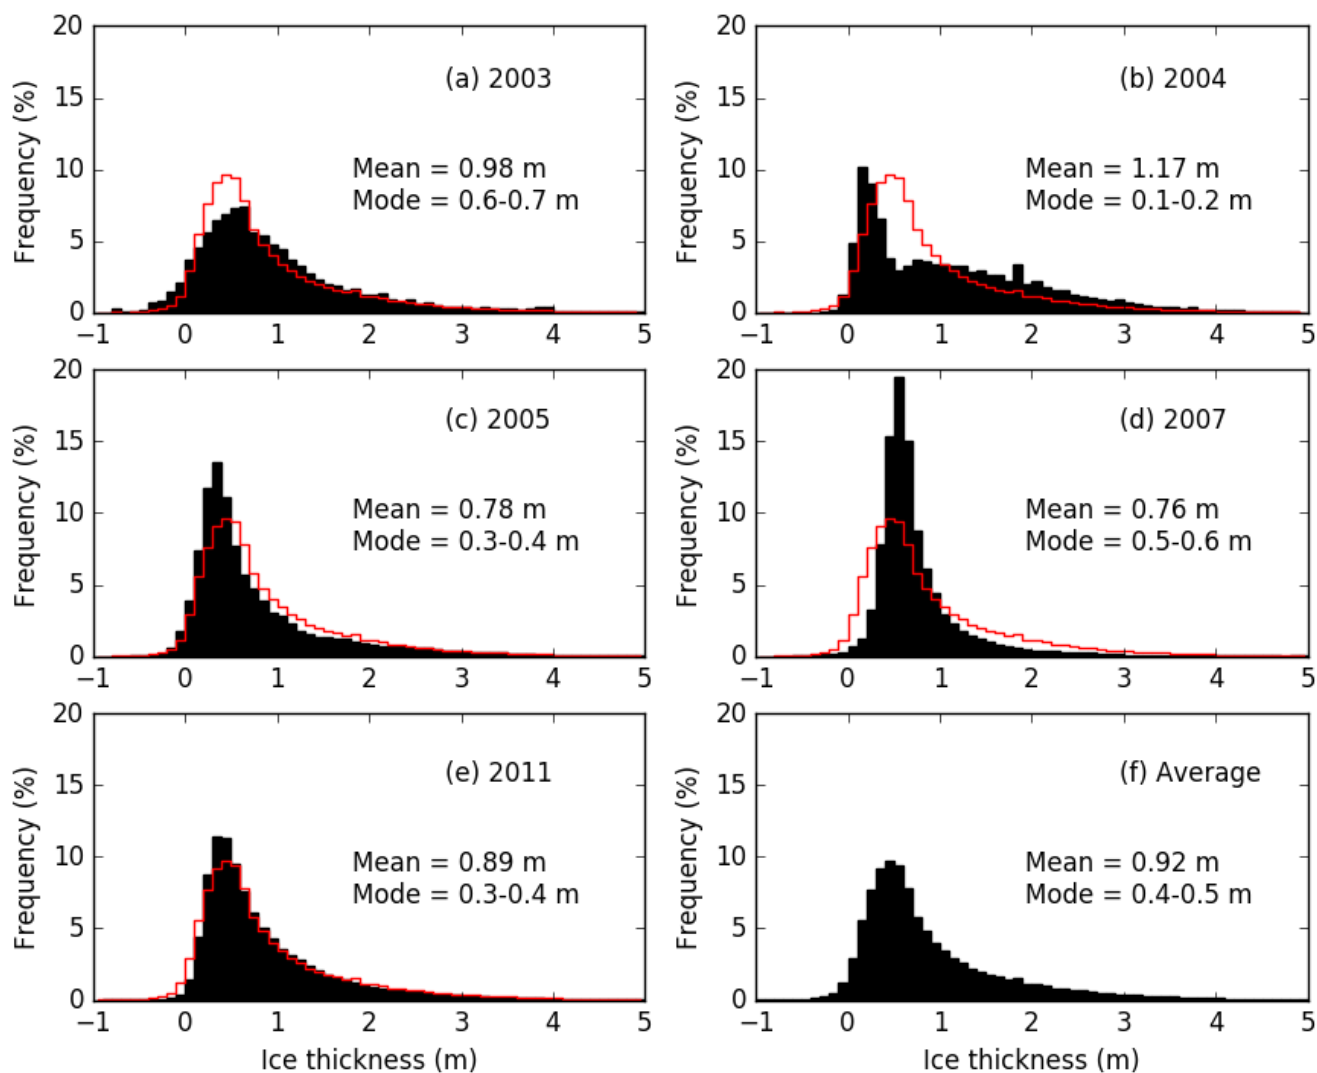 20
15
10
5
0
Frequency (%)
(a) 2003
Mean = 0.98 m
Mode = 0.6-0.7 m
−1 0 1 2 3 4 5
20
15
10
5
0
Frequency (%)
(b) 2004
Mean = 1.17 m
Mode = 0.1-0.2 m
−1 0 1 2 3 4 5
20
15
10
5
0
Frequency (%)
(c) 2005
Mean = 0.78 m
Mode = 0.3-0.4 m
−1 0 1 2 3 4 5
20
15
10
5
0
Frequency (%)
(d) 2007
Mean = 0.76 m
Mode = 0.5-0.6 m
−1 0 1 2 3 4 5
20
15
10
5
0
Frequency (%)
(e) 2011
Mean = 0.89 m
Mode = 0.3-0.4 m
−1 0 1 2 3 4 5
Ice thickness (m)
20
15
10
5
0
Frequency (%)
(f) Average
Mean = 0.92 m
Mode = 0.4-0.5 m
−1 0 1 2 3 4 5
Ice thickness (m)